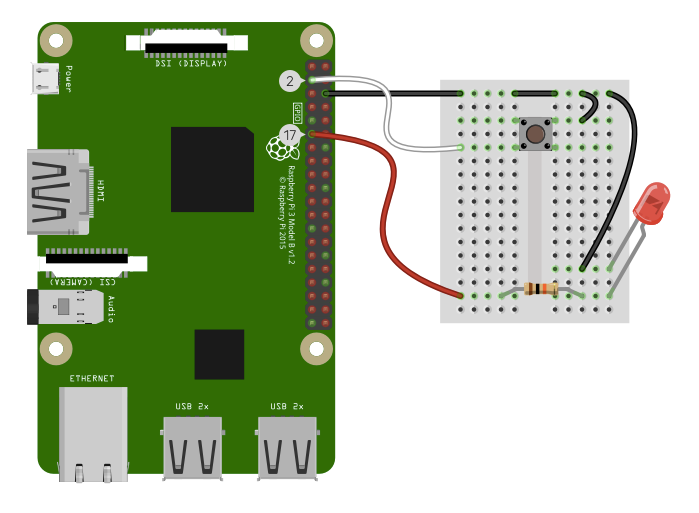 DSI (DISPLAY)
Power
2
GPIO
17
HDMI
Raspberry Pi 3 Model B v1.2
© Raspberry Pi 2015
CSI (CAMERA)
Audio
ETHERNET
USB 2x
USB 2x